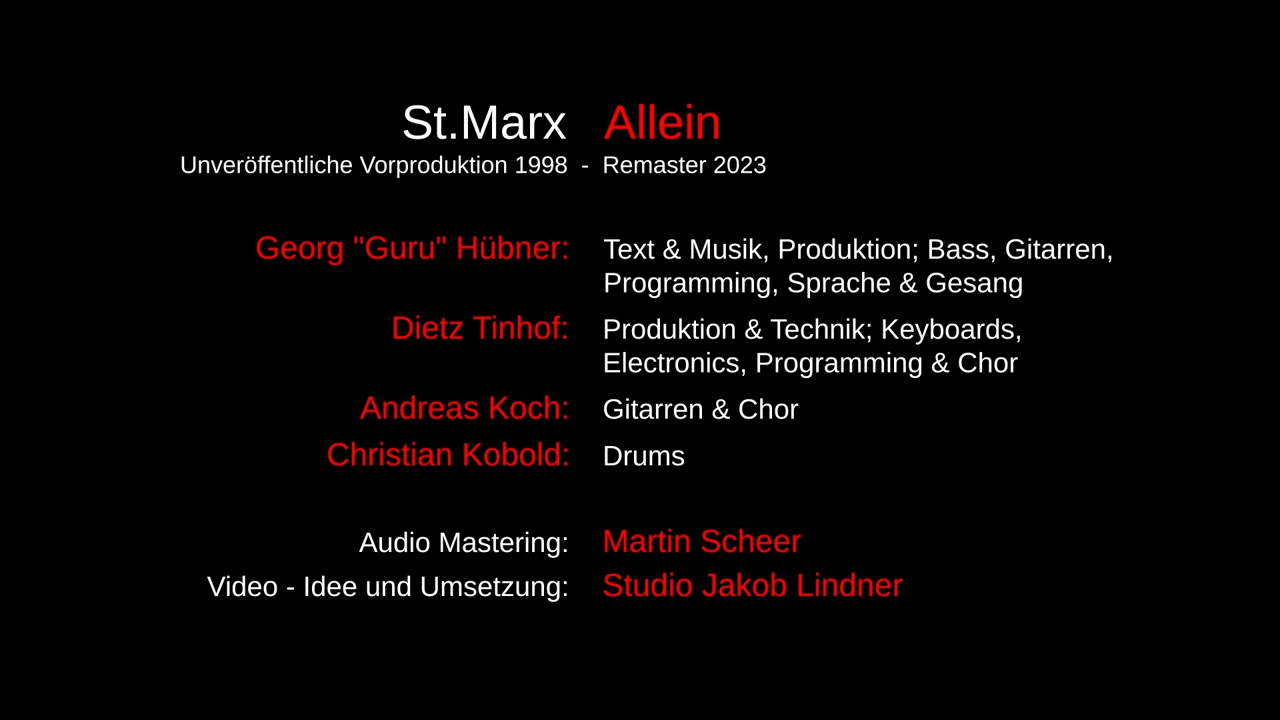 St.Marx Allein
Unveröffentliche Vorproduktion 1998 - Remaster 2023
Georg "Guru" Hübner: Text & Musik, Produktion; Bass, Gitarren,
Programming, Sprache & Gesang
Dietz Tinhof: Produktion & Technik; Keyboards,
Electronics, Programming & Chor
Andreas Koch: Gitarren & Chor
Christian Kobold: Drums
Audio Mastering: Martin Scheer
Video - Idee und Umsetzung: Studio Jakob Lindner